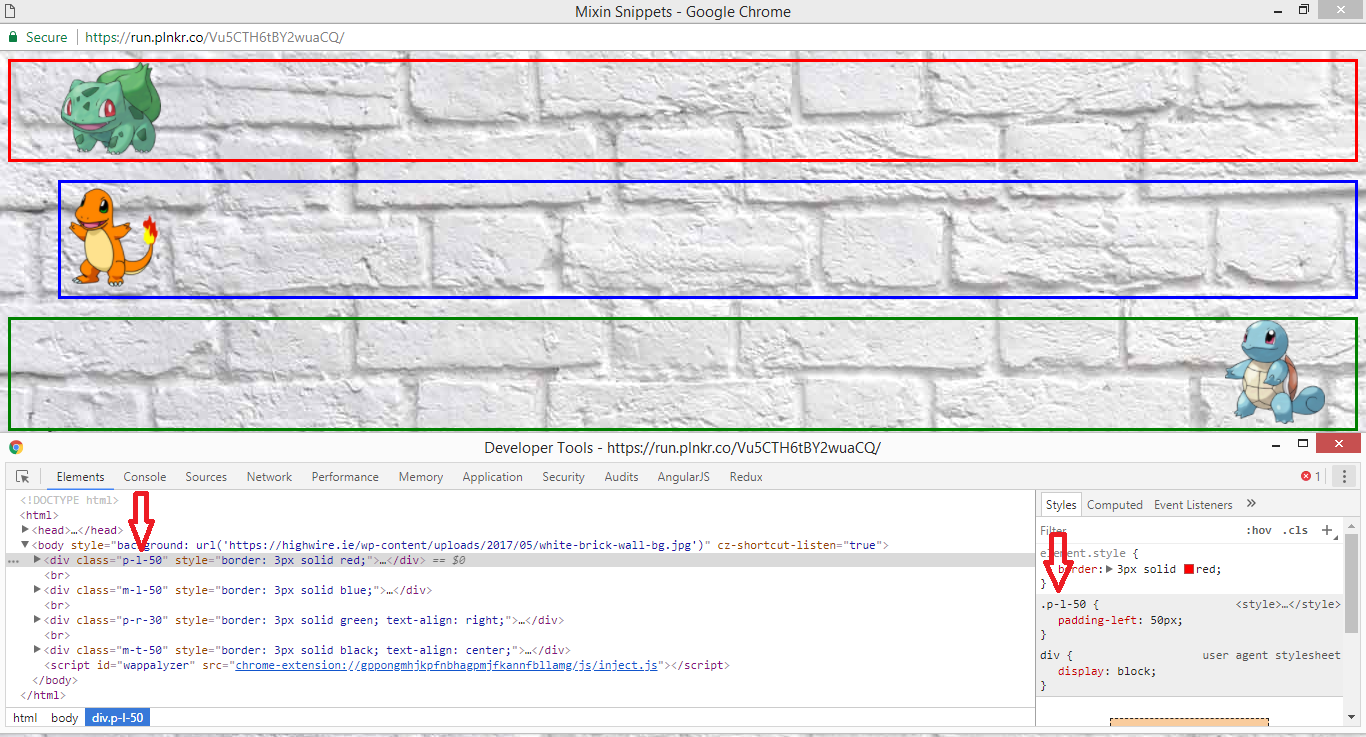 Mixin Snippets - Google Chrome
Secure https://run.plnkr.co/Vu5CTH6tBY2wuaCQ/
Developer Tools - https://run.plnkr.co/Vu5CTH6tBY2wuaCQ/
Elements Console Sources Network Performance Memory Application Security Audits AngularJS Redux 1
<!DOCTYPE html>
<html>
<head>…</head>
<body style="background: url('https://highwire.ie/wp-content/uploads/2017/05/white-brick-wall-bg.jpg')" cz-shortcut-listen="true">
<div class="p-l-50" style="border: 3px solid red;">…</div> == $0
<br>
<div class="m-l-50" style="border: 3px solid blue;">…</div>
<br>
<div class="p-r-30" style="border: 3px solid green; text-align: right;">…</div>
<br>
<div class="m-t-50" style="border: 3px solid black; text-align: center;">…</div>
<script id="wappalyzer" src="chrome-extension://gppongmhjkpfnbhagpmjfkannfbllamg/js/inject.js"></script>
</body>
</html>
html body div.p-l-50
Styles Computed Event Listeners »
Filter :hov .cls +
element.style {
border: 3px solid red;
}
.p-l-50 { <style>…</style>
padding-left: 50px;
}
div { user agent stylesheet
display: block;
}